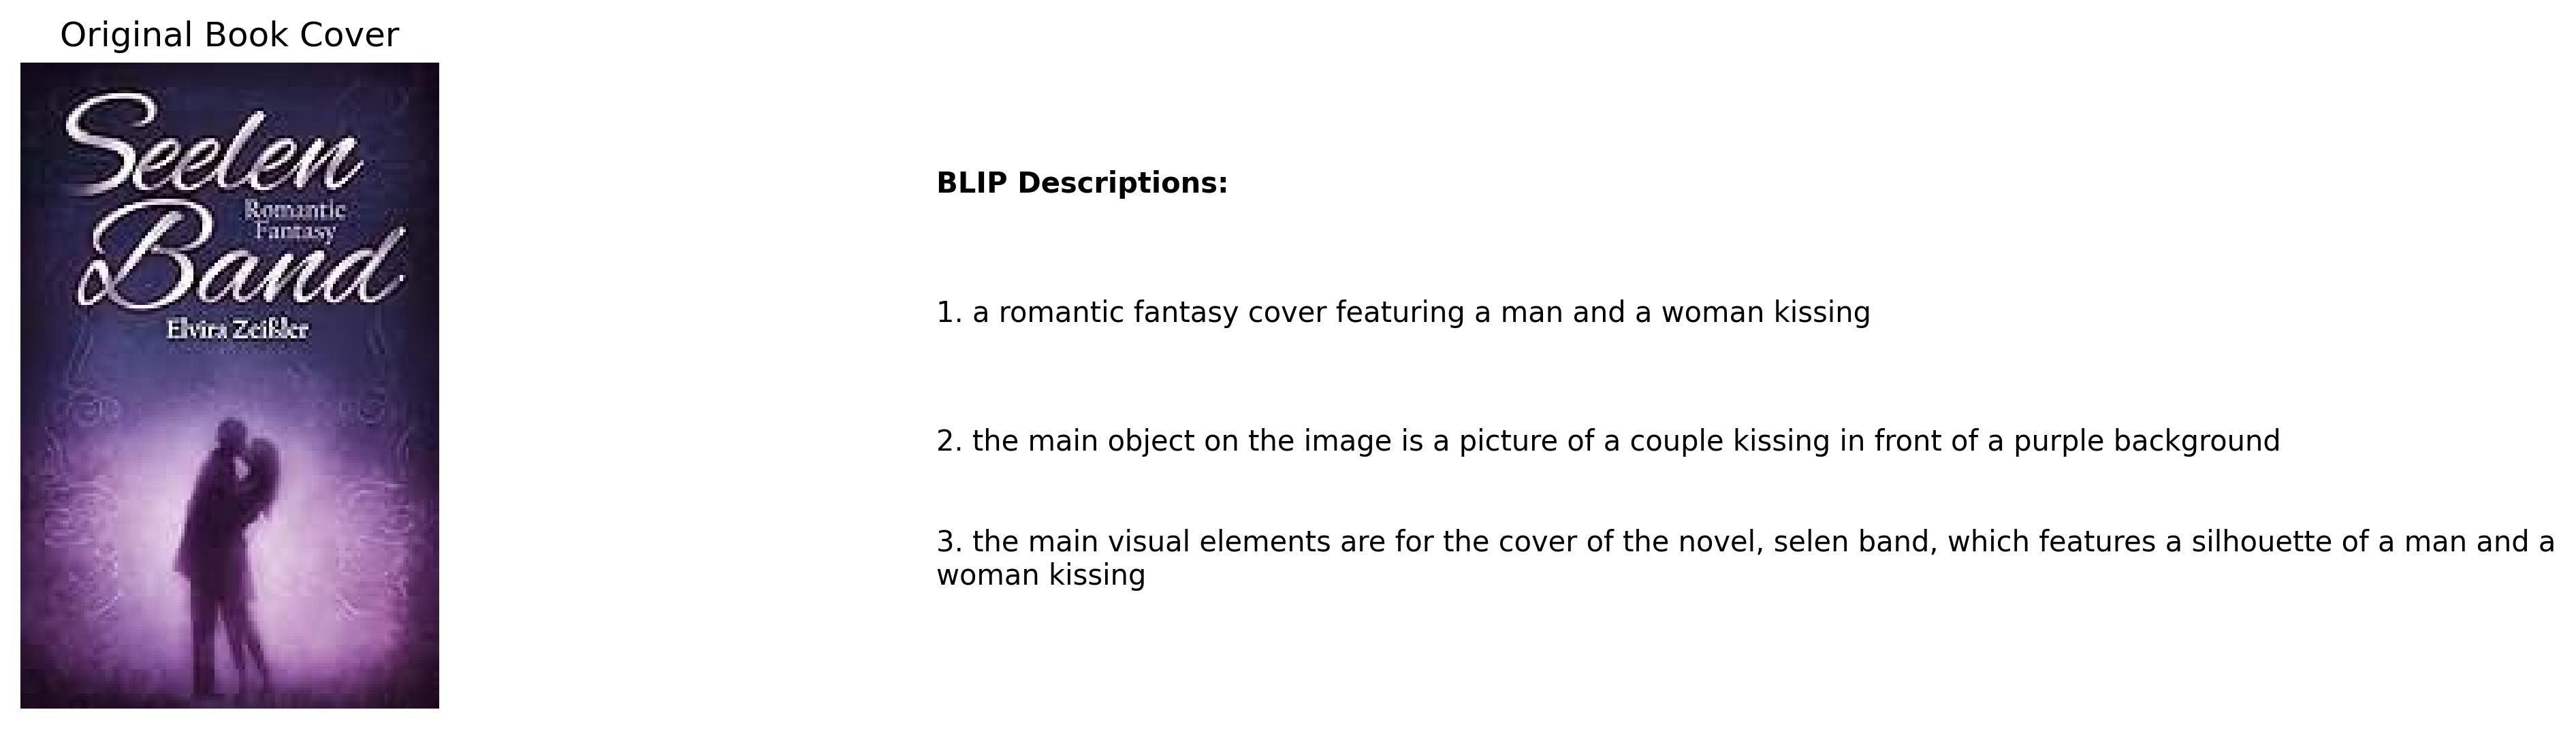 Original Book Cover
Seelen
Romantic
Fantasy
Band
Elvira Zeißler
BLIP Descriptions:
1. a romantic fantasy cover featuring a man and a woman kissing
2. the main object on the image is a picture of a couple kissing in front of a purple background
3. the main visual elements are for the cover of the novel, selen band, which features a silhouette of a man and a
woman kissing